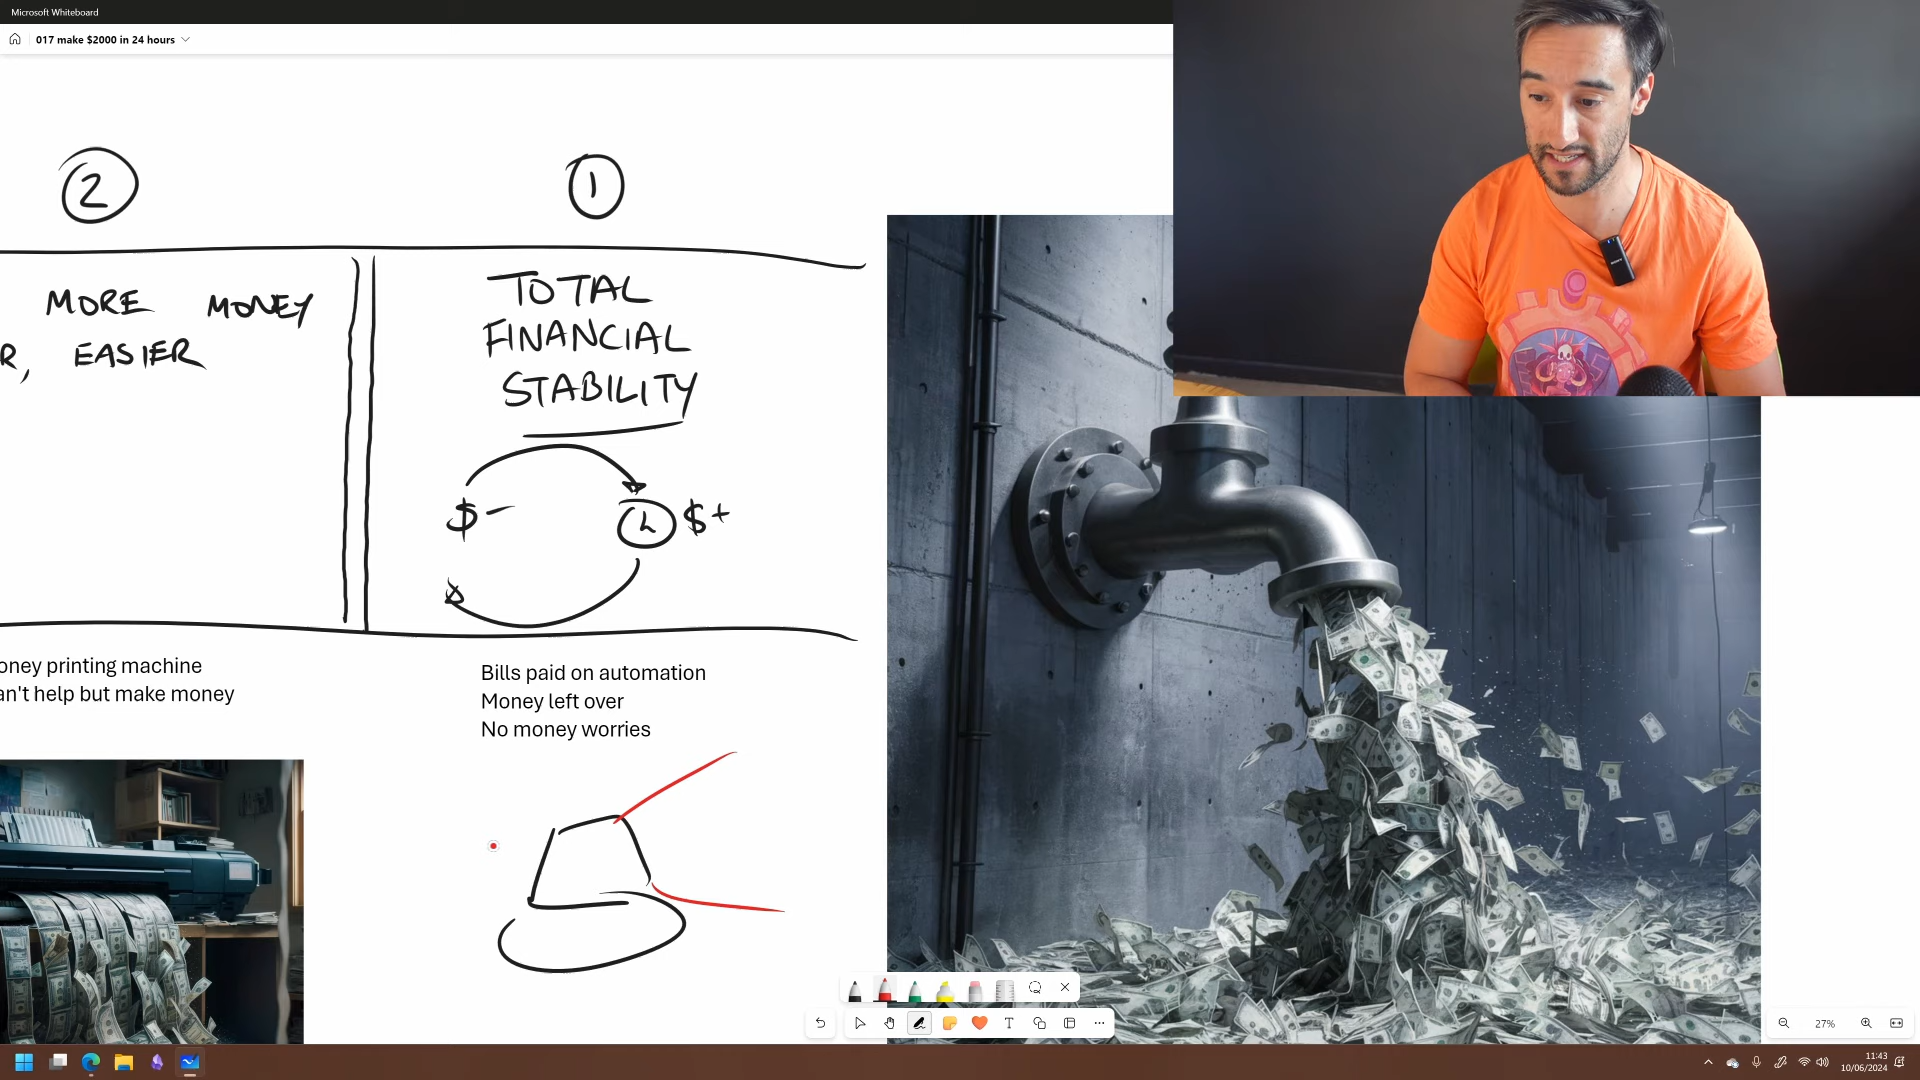 Microsoft Whiteboard
017 make $2000 in 24 hours
2
1
MORE MONEY
R, EASIER
TOTAL
FINANCIAL
STABILITY
$-
$+
oney printing machine
an't help but make money
Bills paid on automation
Money left over
No money worries
27%
11:43
10/06/2024